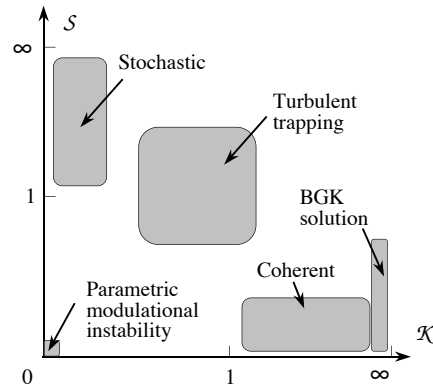 𝒮
∞
Stochastic
Turbulent
trapping
1
BGK
solution
Coherent
Parametric
modulational
instability
𝒦
0
1
∞